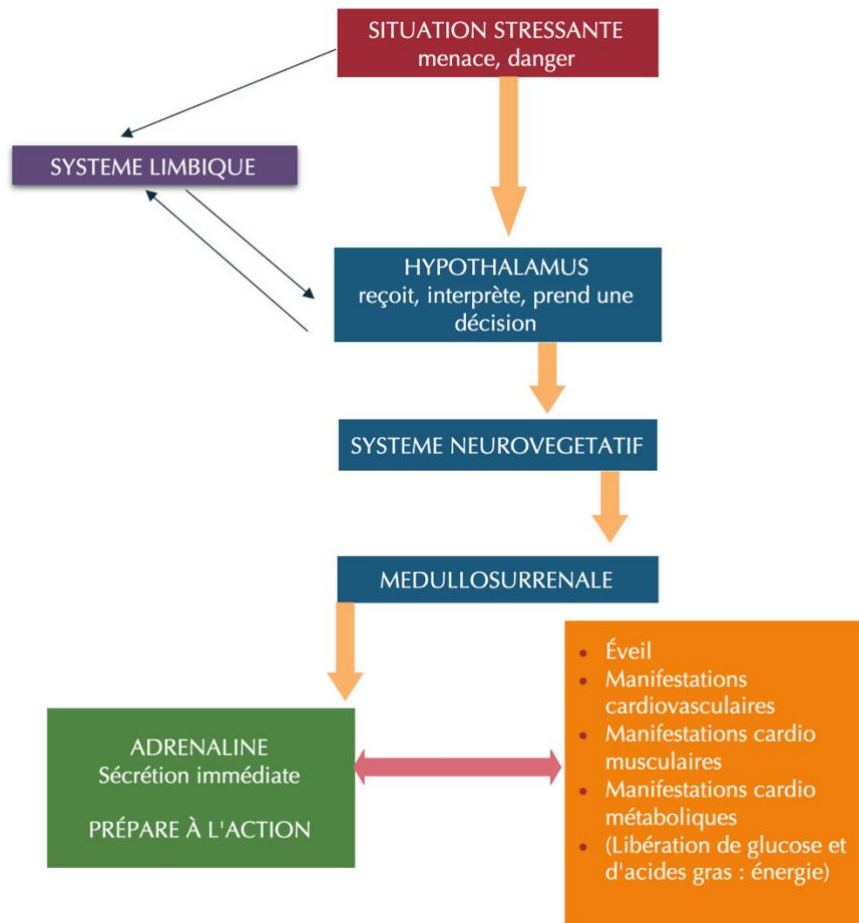 SITUATION STRESSANTE
menace, danger
SYSTEME LIMBIQUE
HYPOTHALAMUS
reçoit, interprète, prend une
décision
SYSTEME NEUROVEGETATIF
MEDULLOSURRENALE
ADRENALINE
Sécrétion immédiate
PRÉPARE À L'ACTION
• Éveil
• Manifestations
cardiovasculaires
• Manifestations cardio
musculaires
• Manifestations cardio
métaboliques
• (Libération de glucose et
d'acides gras : énergie)